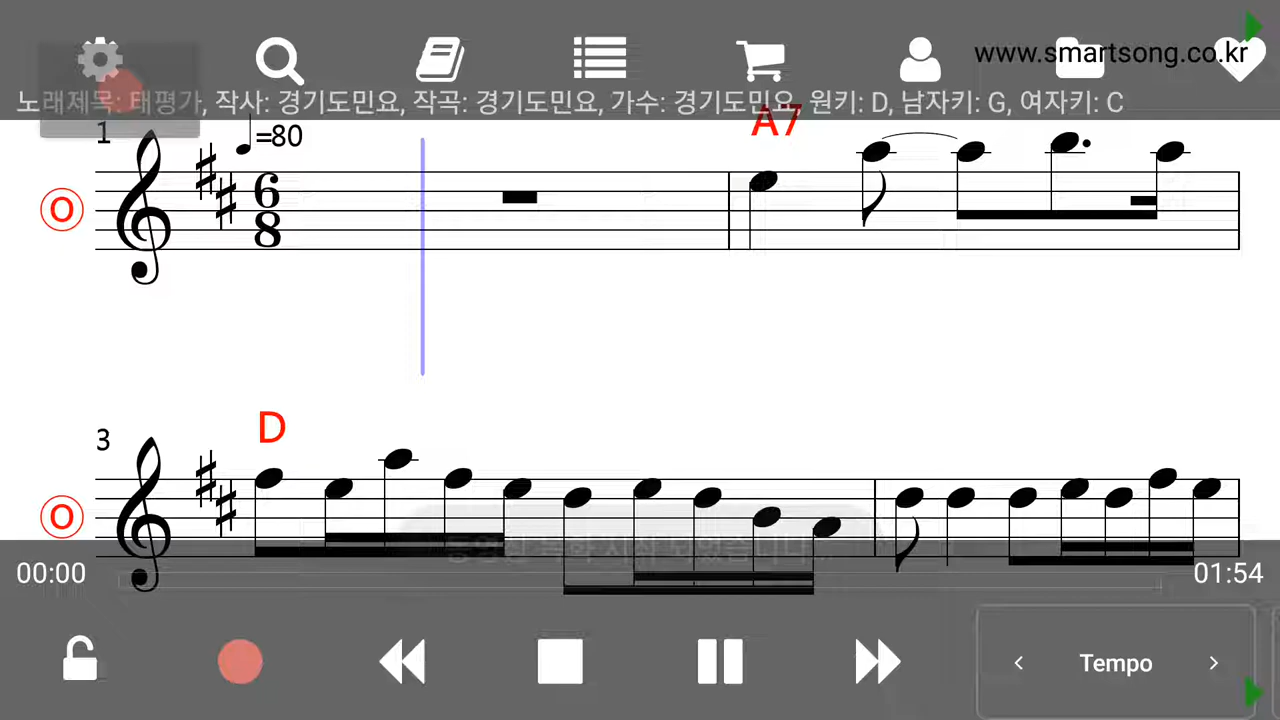 www.smartsong.co.kr
노래제목: 태평가, 작사: 경기도민요, 작곡: 경기도민요, 가수: 경기도민요, 원키: D, 남자키: G, 여자키: C
1
=80
A7
6
8
O
D
3
O
00:00
01:54
Tempo